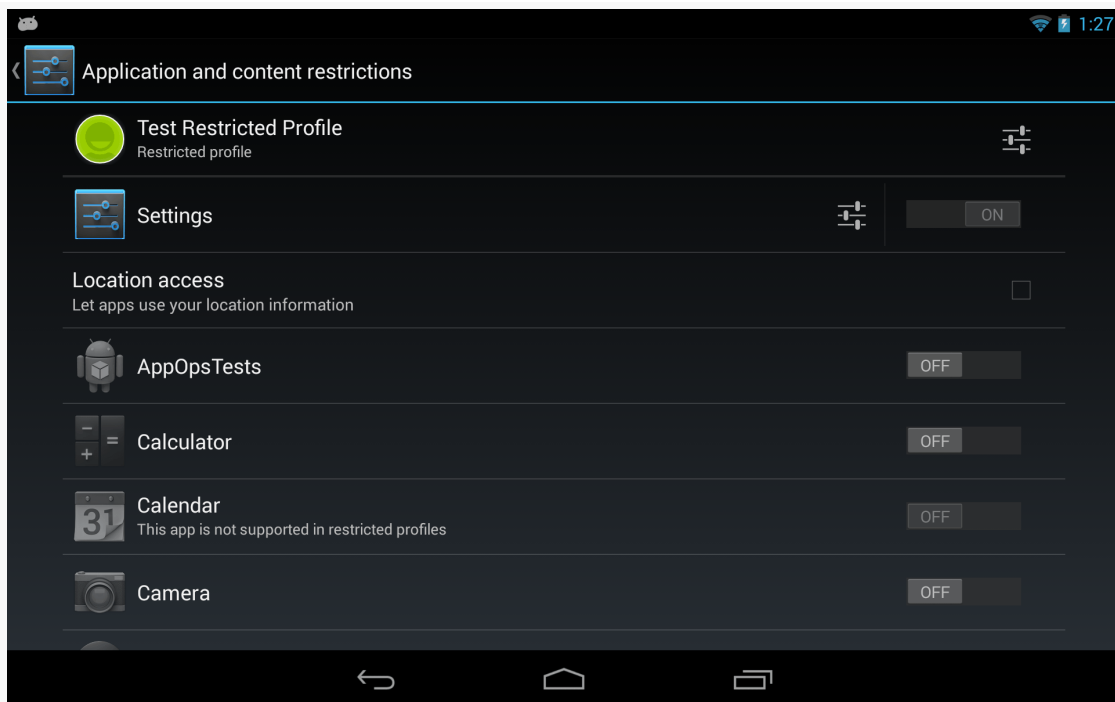 1:27
Application and content restrictions
Test Restricted Profile
Restricted profile
Settings
ON
Location access
Let apps use your location information
AppOpsTests
OFF
Calculator
OFF
31
Calendar
This app is not supported in restricted profiles
OFF
Camera
OFF